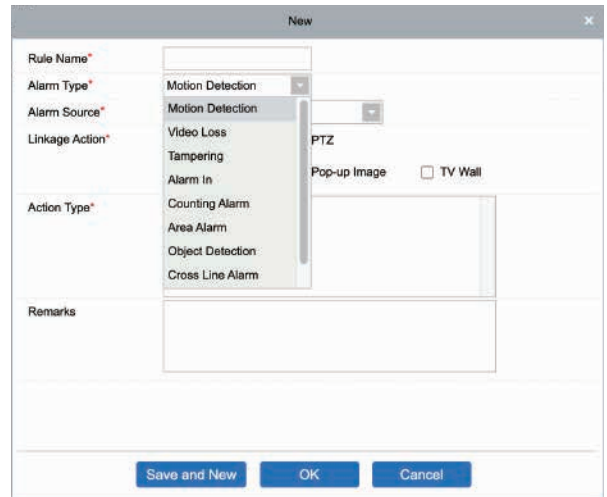 New
Rule Name*
Alarm Type* Motion Detection
Motion Detection
Alarm Source*
Video Loss
Linkage Action* PTZ
Tampering
Alarm In Pop-up Image TV Wall
Action Type* Counting Alarm
Area Alarm
Object Detection
Cross Line Alarm
Remarks
Save and New OK Cancel